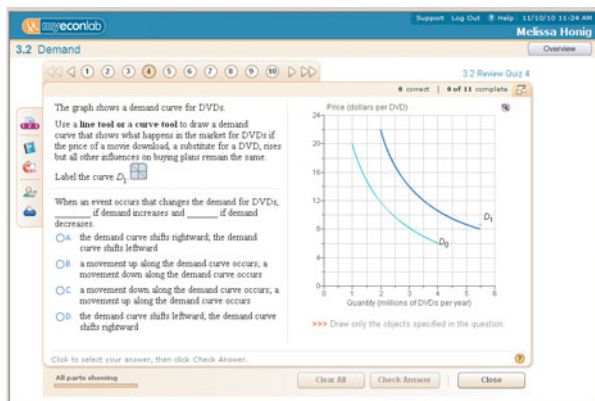 myeconlab
Support Log Out ? Help 11/10/10 11:24 AM
Melissa Honig
3.2 Demand
Overview
1 2 3 4 5 6 7 8 9 10
3.2 Review Quiz 4
0 correct | 0 of 11 complete
The graph shows a demand curve for DVDs.
Use a line tool or a curve tool to draw a demand
curve that shows what happens in the market for DVDs if
the price of a movie download, a substitute for a DVD, rises
but all other influences on buying plans remain the same.
Label the curve D₁
When an event occurs that changes the demand for DVDs,
_______ if demand increases and ______ if demand
decreases.
A. the demand curve shifts rightward; the demand
curve shifts leftward
B. a movement up along the demand curve occurs; a
movement down along the demand curve occurs
C. a movement down along the demand curve occurs; a
movement up along the demand curve occurs
D. the demand curve shifts leftward; the demand curve
shifts rightward
Price (dollars per DVD)
24
20
16
12
8
4
0
0 1 2 3 4 5 6
D₁
D₀
Quantity (millions of DVDs per year)
>>> Draw only the objects specified in the question.
Click to select your answer, then click Check Answer.
?
All parts showing
Clear All
Check Answer
Close